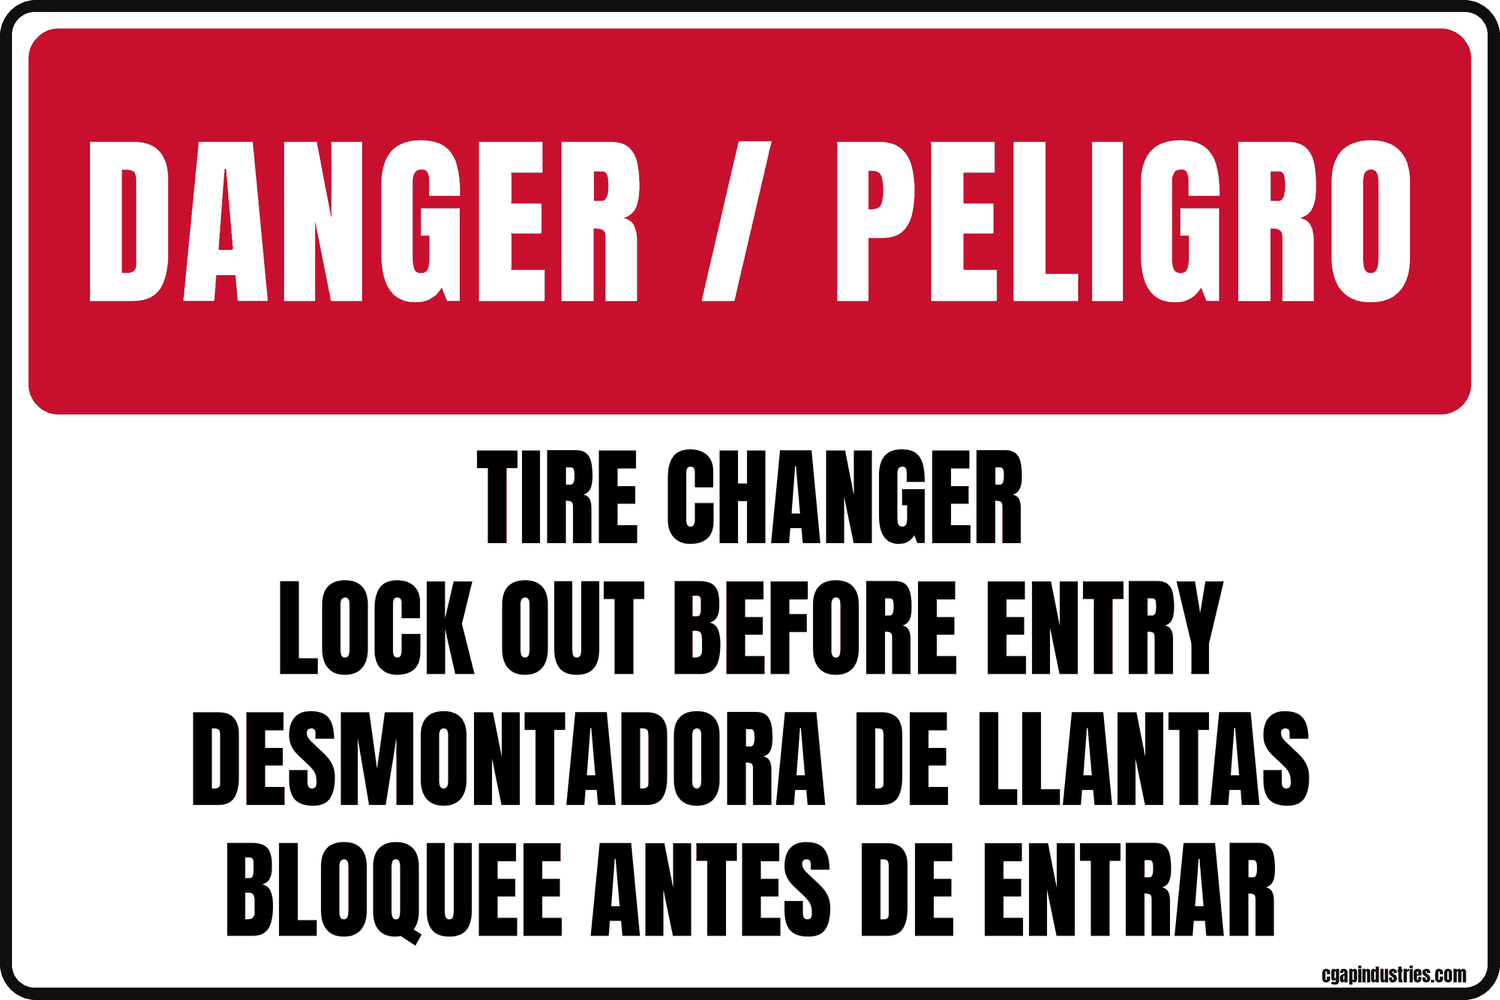 DANGER / PELIGRO
TIRE CHANGER
LOCK OUT BEFORE ENTRY
DESMONTADORA DE LLANTAS
BLOQUEE ANTES DE ENTRAR
cgapindustries.com